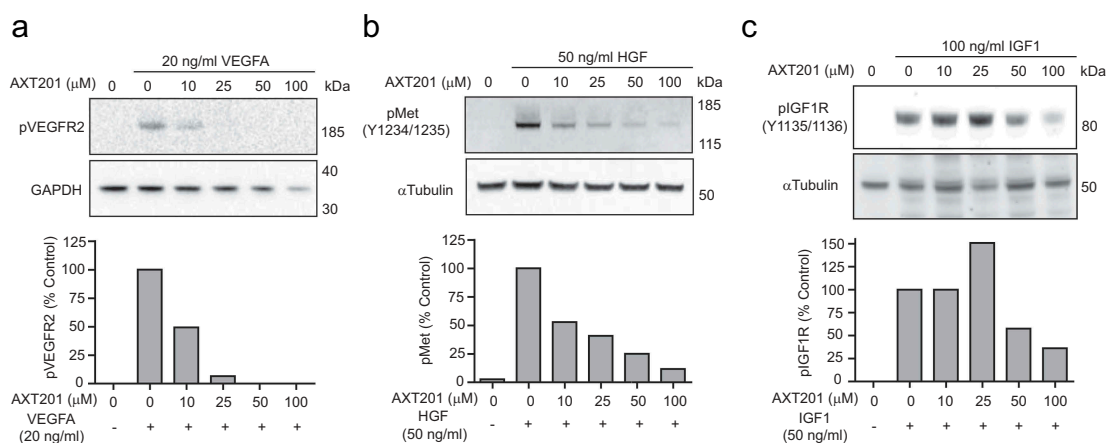 a
20 ng/ml VEGFA
AXT201 (μM) 0 0 10 25 50 100 kDa
pVEGFR2
185
GAPDH
40
30
pVEGFR2 (% Control)
125
100
75
50
25
0
AXT201 (μM) 0 0 10 25 50 100
VEGFA
(20 ng/ml)
- + + + + +
b
50 ng/ml HGF
AXT201 (μM) 0 0 10 25 50 100 kDa
pMet
(Y1234/1235)
185
115
αTubulin
50
pMet (% Control)
125
100
75
50
25
0
AXT201 (μM) 0 0 10 25 50 100
HGF
(50 ng/ml)
- + + + + +
c
100 ng/ml IGF1
AXT201 (μM) 0 0 10 25 50 100 kDa
pIGF1R
(Y1135/1136)
80
αTubulin
50
pIGF1R (% Control)
150
125
100
75
50
25
0
AXT201 (μM) 0 0 10 25 50 100
IGF1
(50 ng/ml)
- + + + + +